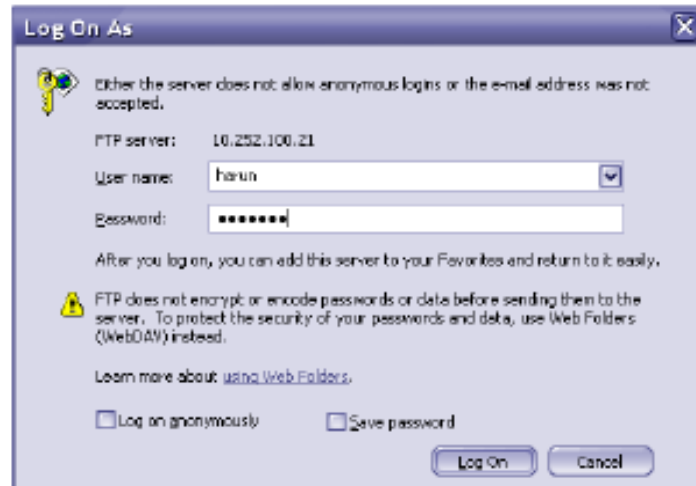 Log On As
Either the server does not allow anonymous logins or the e-mail address was not
accepted.
FTP server: 10.252.100.21
User name: harun
Password: •••••••
After you log on, you can add this server to your Favorites and return to it easily.
FTP does not encrypt or encode passwords or data before sending them to the
server. To protect the security of your passwords and data, use Web Folders
(WebDAV) instead.
Learn more about using Web Folders.
Log on anonymously Save password
Log On Cancel